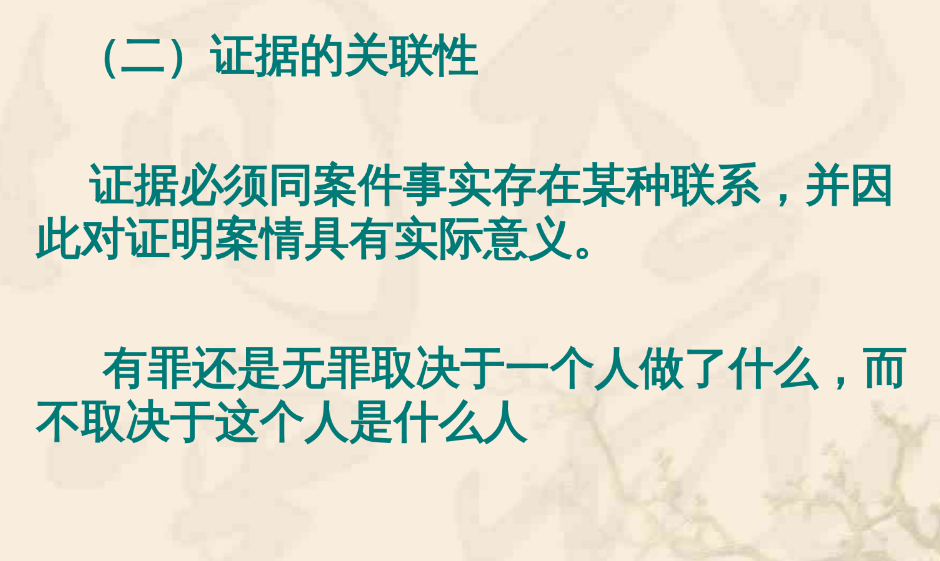 （二）证据的关联性
证据必须同案件事实存在某种联系，并因
此对证明案情具有实际意义。
有罪还是无罪取决于一个人做了什么，而
不取决于这个人是什么人